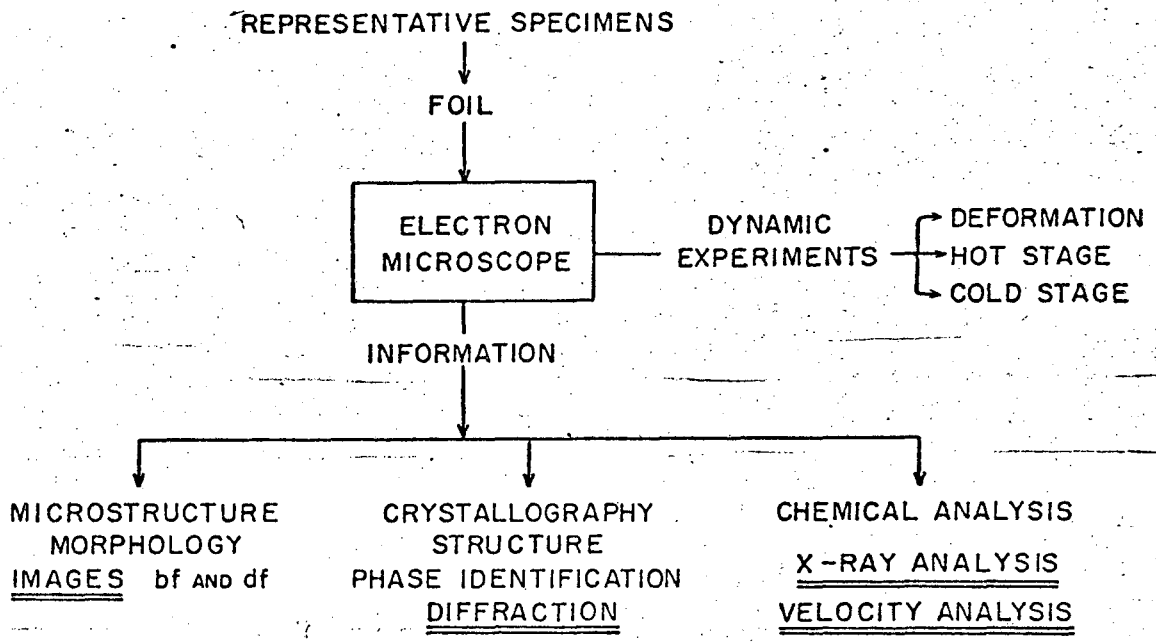 REPRESENTATIVE SPECIMENS
FOIL
ELECTRON
MICROSCOPE
DYNAMIC
EXPERIMENTS
DEFORMATION
HOT STAGE
COLD STAGE
INFORMATION
MICROSTRUCTURE
MORPHOLOGY
IMAGES bf AND df
CRYSTALLOGRAPHY
STRUCTURE
PHASE IDENTIFICATION
DIFFRACTION
CHEMICAL ANALYSIS
X-RAY ANALYSIS
VELOCITY ANALYSIS